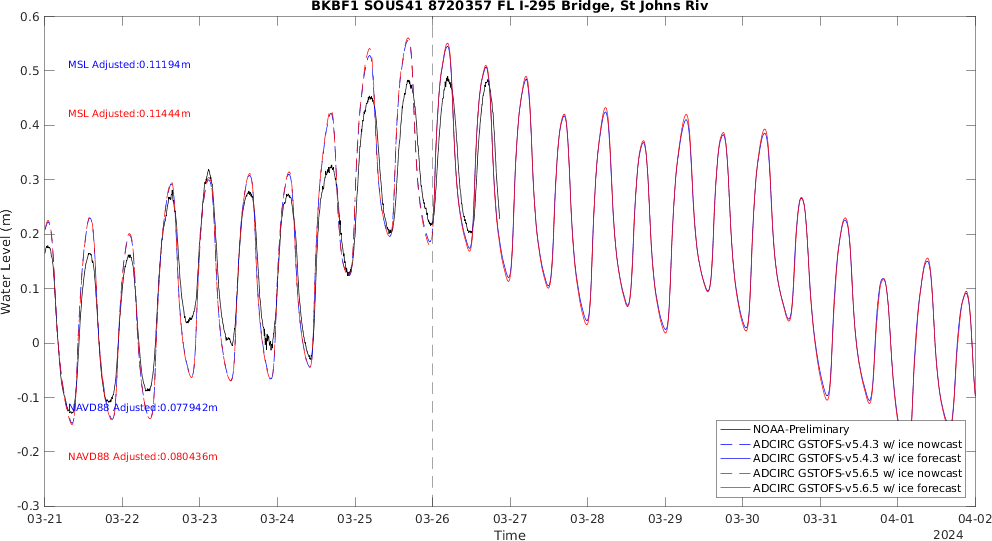 BKBF1 SOUS41 8720357 FL I-295 Bridge, St Johns Riv
0.6
0.5
0.4
0.3
0.2
0.1
0
-0.1
-0.2
-0.3
Water Level (m)
MSL Adjusted:0.11194m
MSL Adjusted:0.11444m
NAVD88 Adjusted:0.077942m
NAVD88 Adjusted:0.080436m
NOAA-Preliminary
ADCIRC GSTOFS-v5.4.3 w/ ice nowcast
ADCIRC GSTOFS-v5.4.3 w/ ice forecast
ADCIRC GSTOFS-v5.6.5 w/ ice nowcast
ADCIRC GSTOFS-v5.6.5 w/ ice forecast
03-21 03-22 03-23 03-24 03-25 03-26 03-27 03-28 03-29 03-30 03-31 04-01 04-02
Time
2024